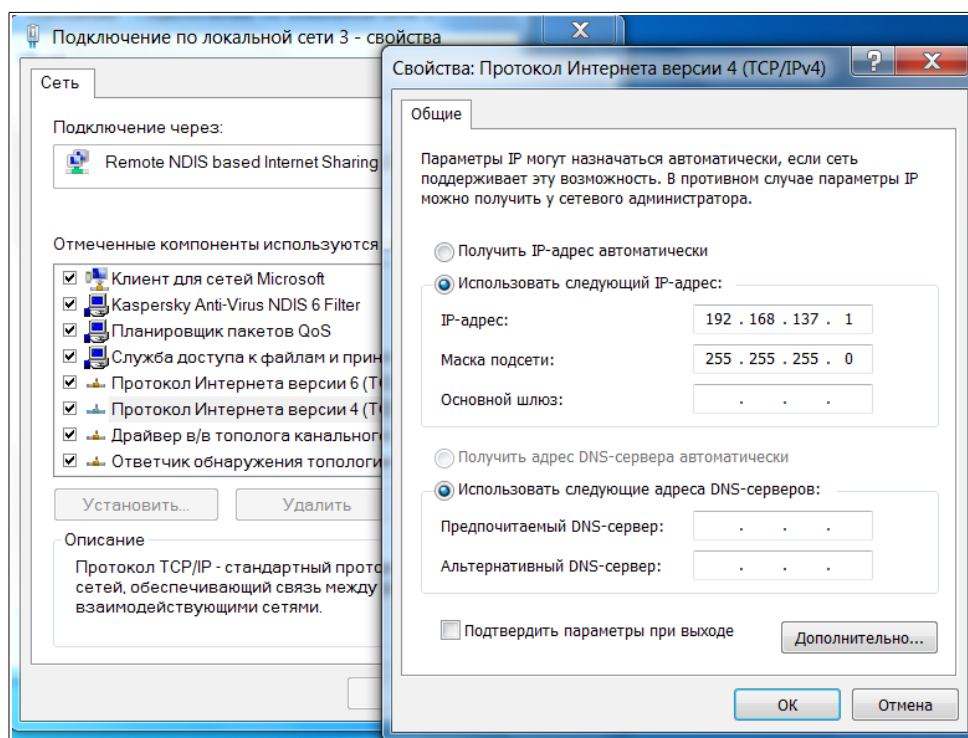 Подключение по локальной сети 3 - свойства
Сеть
Подключение через:
Remote NDIS based Internet Sharing
Отмеченные компоненты используются
Клиент для сетей Microsoft
Kaspersky Anti-Virus NDIS 6 Filter
Планировщик пакетов QoS
Служба доступа к файлам и прин
Протокол Интернета версии 6 (TC
Протокол Интернета версии 4 (TC
Драйвер в/в тополога канального
Ответчик обнаружения топологи
Установить...
Удалить
Описание
Протокол TCP/IP - стандартный прото
сетей, обеспечивающий связь между
взаимодействующими сетями.
Свойства: Протокол Интернета версии 4 (TCP/IPv4)
Общие
Параметры IP могут назначаться автоматически, если сеть
поддерживает эту возможность. В противном случае параметры IP
можно получить у сетевого администратора.
Получить IP-адрес автоматически
Использовать следующий IP-адрес:
IP-адрес: 192 . 168 . 137 . 1
Маска подсети: 255 . 255 . 255 . 0
Основной шлюз: . . .
Получить адрес DNS-сервера автоматически
Использовать следующие адреса DNS-серверов:
Предпочитаемый DNS-сервер: . . .
Альтернативный DNS-сервер: . . .
Подтвердить параметры при выходе
Дополнительно...
ОК
Отмена